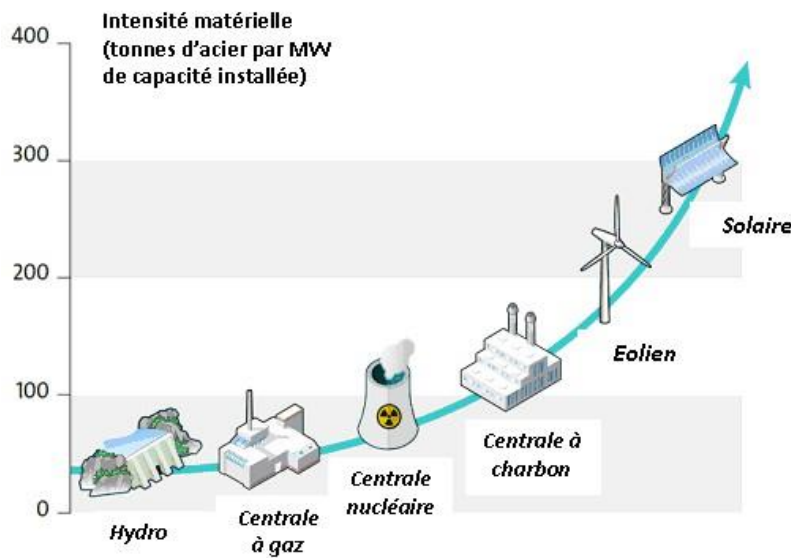 Intensité matérielle
(tonnes d'acier par MW
de capacité installée)
400
300
200
100
0
Solaire
Eolien
Centrale à
charbon
Centrale
nucléaire
Centrale
à gaz
Hydro